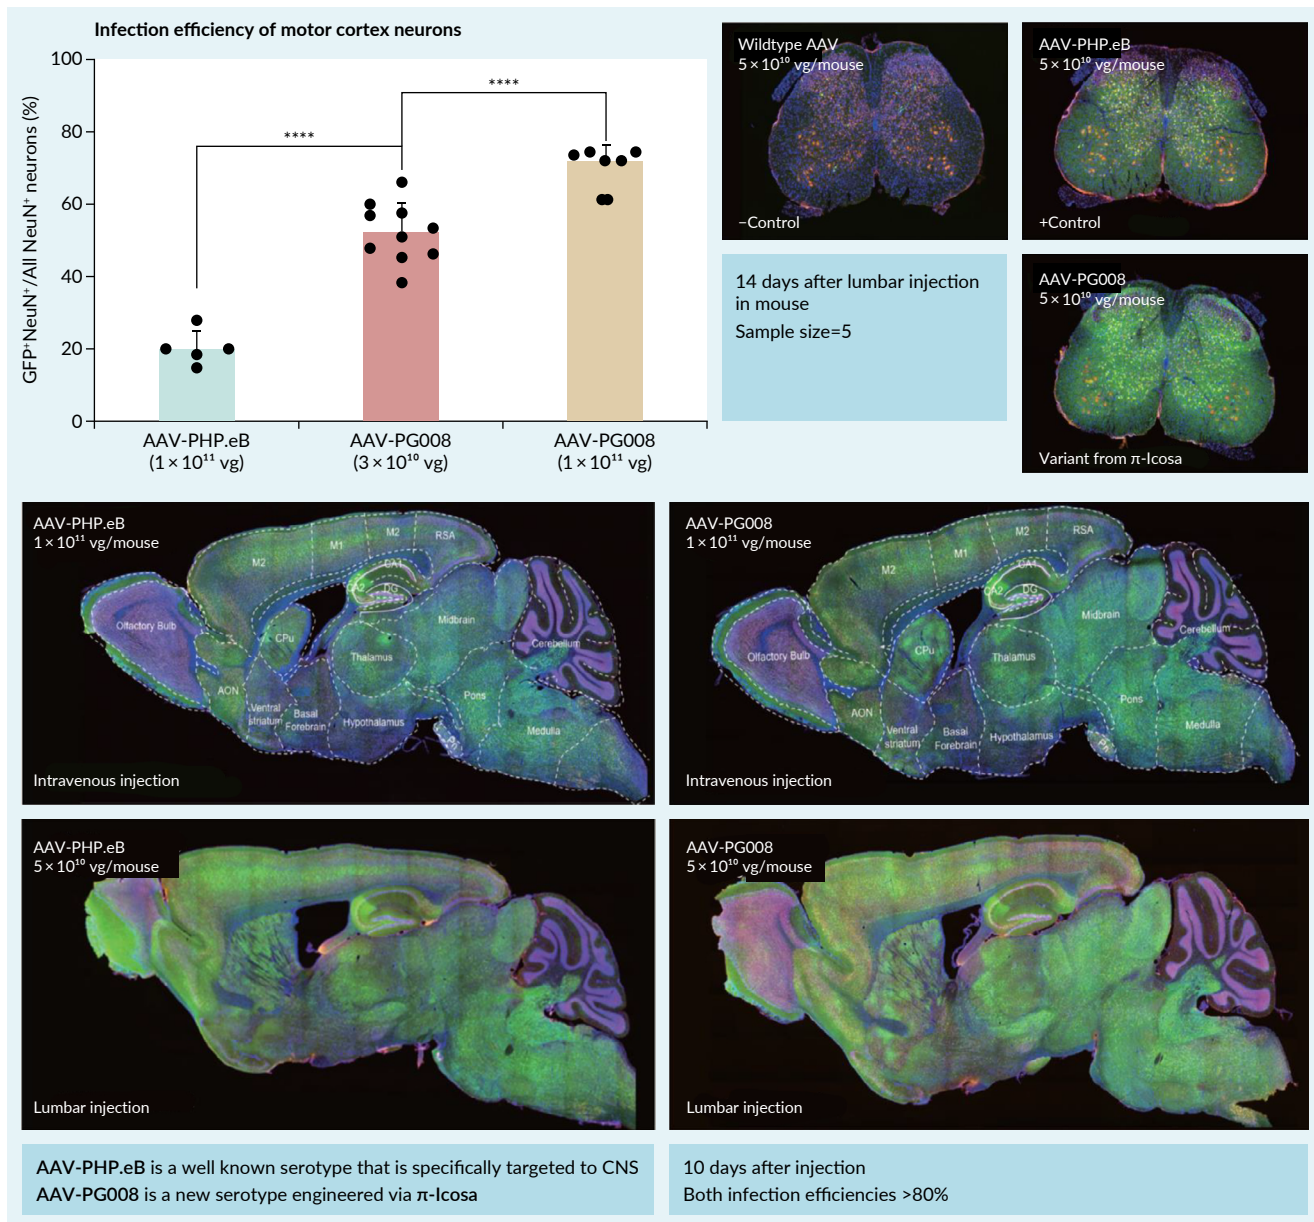 Infection efficiency of motor cortex neurons
GFP⁺NeuN⁺/All NeuN⁺ neurons (%)
100
80
60
40
20
0
****
****
AAV-PHP.eB
(1 × 10¹¹ vg)
AAV-PG008
(3 × 10¹⁰ vg)
AAV-PG008
(1 × 10¹¹ vg)
Wildtype AAV
5 × 10¹⁰ vg/mouse
−Control
AAV-PHP.eB
5 × 10¹⁰ vg/mouse
+Control
14 days after lumbar injection
in mouse
Sample size=5
AAV-PG008
5 × 10¹⁰ vg/mouse
Variant from π-Icosa
AAV-PHP.eB
1 × 10¹¹ vg/mouse
M2
M1
M2
RSA
CA1
CA2
DG
Olfactory Bulb
CPu
Midbrain
Cerebellum
Thalamus
AON
Ventral
striatum
Basal
Forebrain
Hypothalamus
Pons
Medulla
Intravenous injection
AAV-PG008
1 × 10¹¹ vg/mouse
M2
M1
M2
RSA
CA1
CA2
DG
Olfactory Bulb
CPu
Midbrain
Cerebellum
Thalamus
AON
Ventral
striatum
Basal
Forebrain
Hypothalamus
Pons
Medulla
Intravenous injection
AAV-PHP.eB
5 × 10¹⁰ vg/mouse
Lumbar injection
AAV-PG008
5 × 10¹⁰ vg/mouse
Lumbar injection
AAV-PHP.eB is a well known serotype that is specifically targeted to CNS
AAV-PG008 is a new serotype engineered via π-Icosa
10 days after injection
Both infection efficiencies >80%